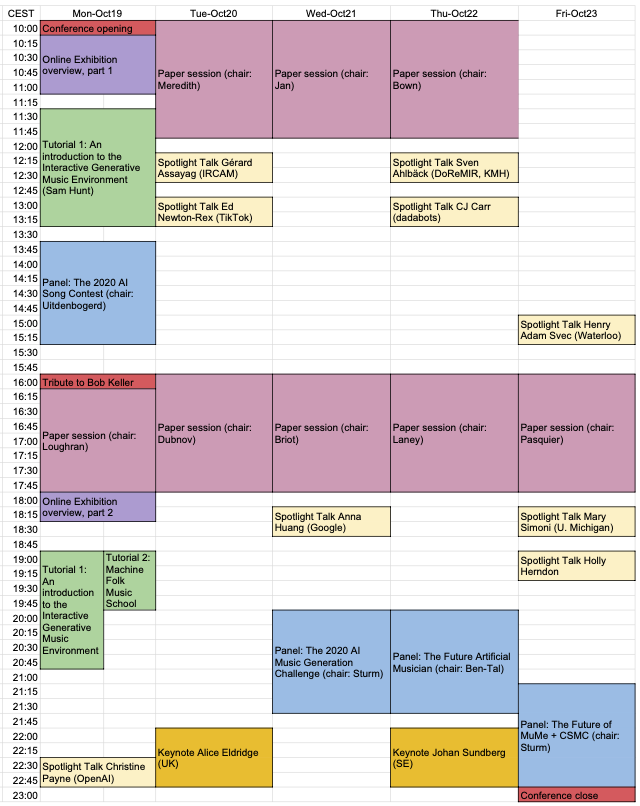 CEST Mon-Oct19 Tue-Oct20 Wed-Oct21 Thu-Oct22 Fri-Oct23
10:00 Conference opening
10:15
10:30 Online Exhibition
10:45 overview, part 1 Paper session (chair: Paper session (chair: Paper session (chair:
11:00 Meredith) Jan) Bown)
11:15
11:30
11:45
12:00 Tutorial 1: An
12:15 introduction to the Spotlight Talk Gérard Spotlight Talk Sven
12:30 Interactive Generative Assayag (IRCAM) Ahlbäck (DoReMIR, KMH)
12:45 Music Environment
13:00 (Sam Hunt) Spotlight Talk Ed Spotlight Talk CJ Carr
13:15 Newton-Rex (TikTok) (dadabots)
13:30
13:45
14:00
14:15 Panel: The 2020 AI
14:30 Song Contest (chair:
14:45 Uitdenbogerd)
15:00 Spotlight Talk Henry
15:15 Adam Svec (Waterloo)
15:30
15:45
16:00 Tribute to Bob Keller
16:15
16:30
16:45 Paper session (chair: Paper session (chair: Paper session (chair: Paper session (chair: Paper session (chair:
17:00 Loughran) Dubnov) Briot) Laney) Pasquier)
17:15
17:30
17:45
18:00 Online Exhibition
18:15 overview, part 2 Spotlight Talk Anna Spotlight Talk Mary
18:30 Huang (Google) Simoni (U. Michigan)
18:45
19:00 Tutorial 2: Spotlight Talk Holly
19:15 Tutorial 1: Machine Herndon
19:30 An Folk
19:45 introduction Music
20:00 to the School
20:15 Interactive
20:30 Generative Panel: The 2020 AI Panel: The Future Artificial
20:45 Music Music Generation Musician (chair: Ben-Tal)
21:00 Environment Challenge (chair: Sturm)
21:15
21:30
21:45 Panel: The Future of
22:00 MuMe + CSMC (chair:
22:15 Keynote Alice Eldridge Keynote Johan Sundberg Sturm)
22:30 Spotlight Talk Christine (UK) (SE)
22:45 Payne (OpenAI)
23:00 Conference close